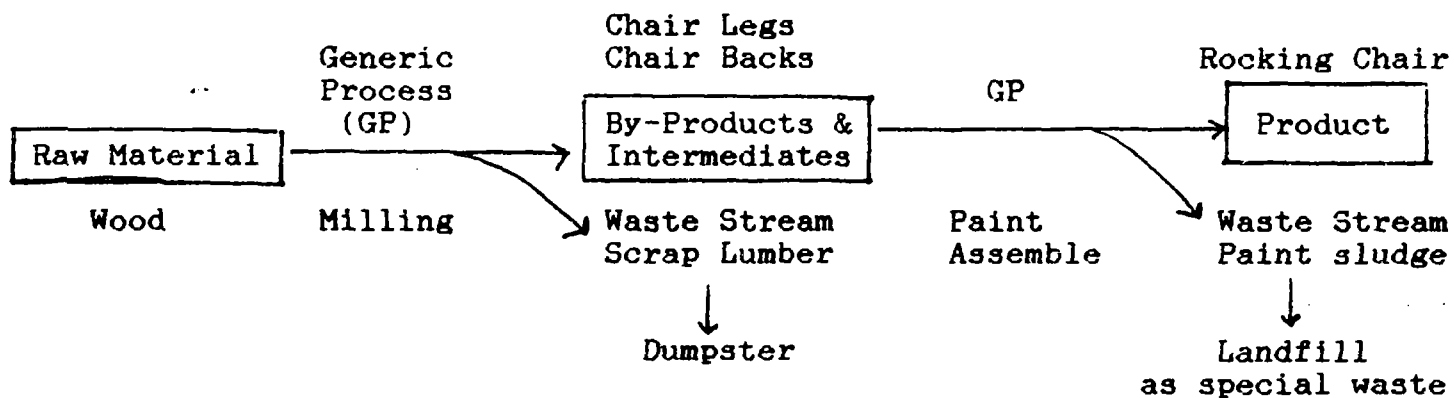 Chair Legs
Chair Backs
Generic
Process
(GP)
GP
Rocking Chair
Raw Material
By-Products &
Intermediates
Product
Wood
Milling
Waste Stream
Scrap Lumber
Paint
Assemble
Waste Stream
Paint sludge
Dumpster
Landfill
as special waste